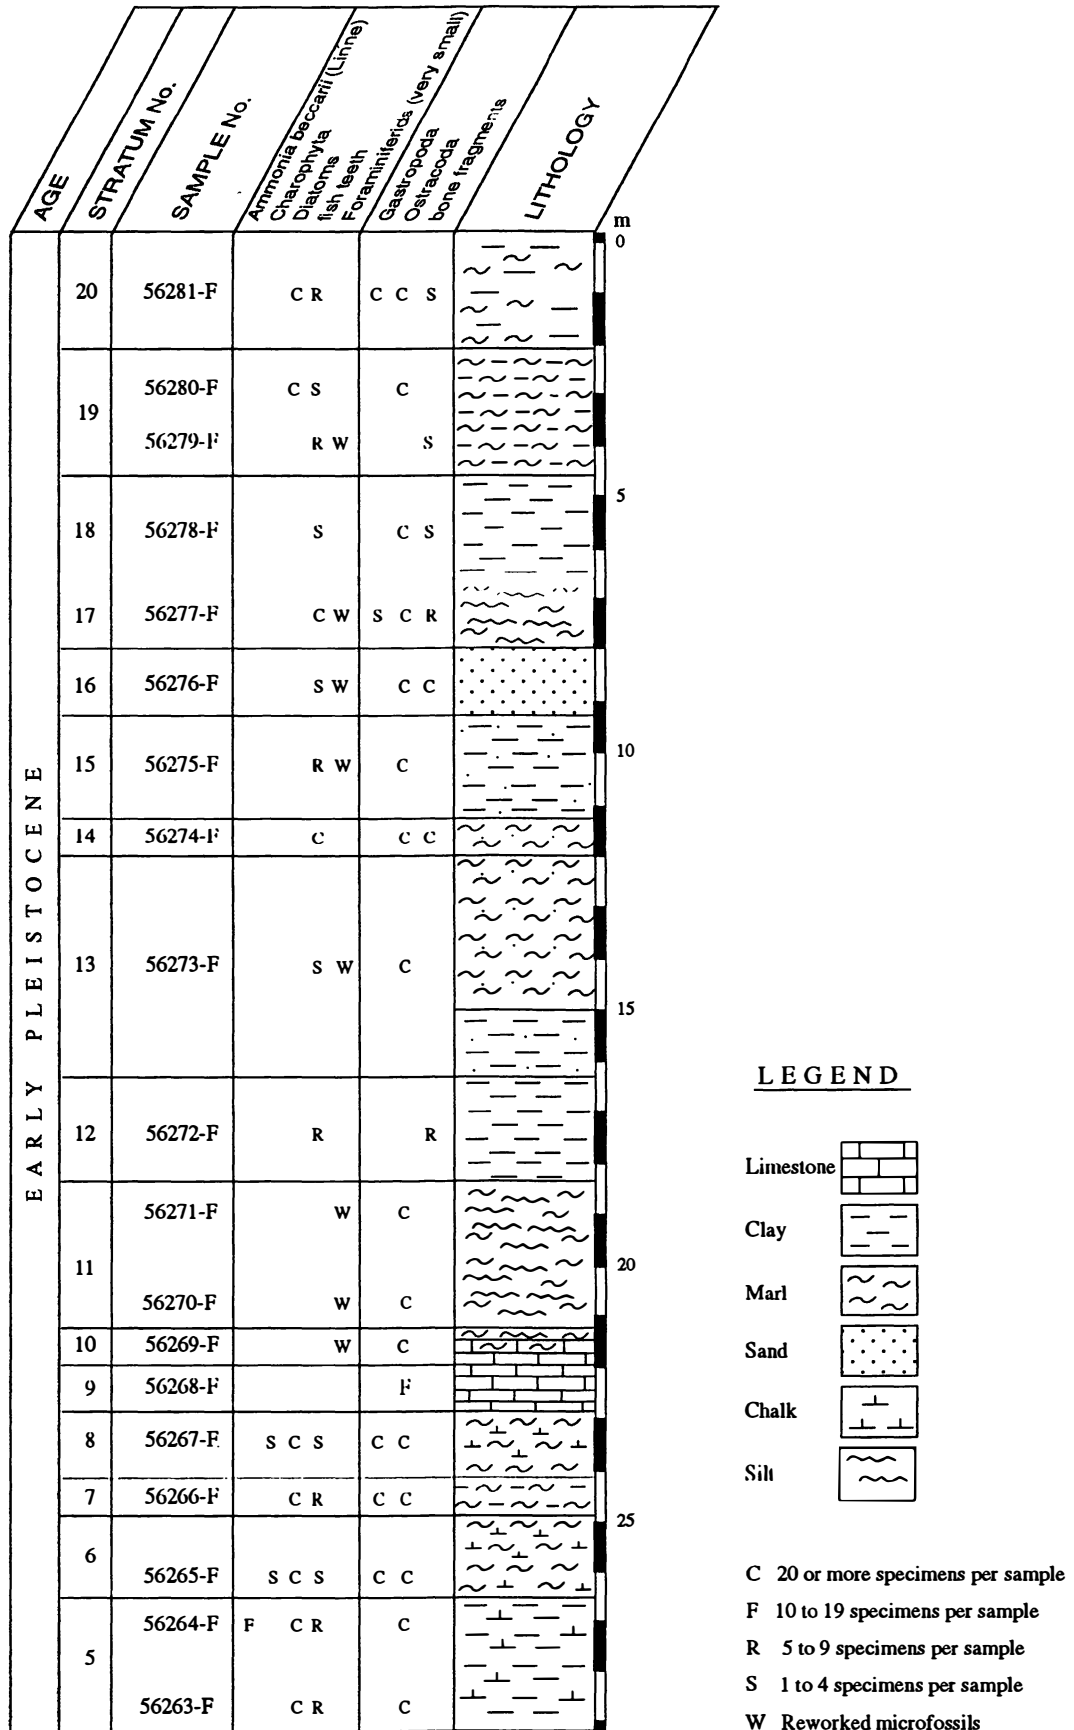 AGE
STRATUM No.
SAMPLE No.
Ammonia beccarii (Linne)
Charophyta
Diatoms
fish teeth
Foraminiferids (very small)
Gastropoda
Ostracoda
bone fragments
LITHOLOGY
m
0
20 56281-F C R C C S
19
56280-F C S C
56279-F R W S
5
18 56278-F S C S
17 56277-F C W S C R
16 56276-F S W C C
10
15 56275-F R W C
14 56274-F C C C
13 56273-F S W C
15
EARLY PLEISTOCENE
12 56272-F R R
56271-F W C
11
20
56270-F W C
10 56269-F W C
9 56268-F F
8 56267-F S C S C C
7 56266-F C R C C
25
6
56265-F S C S C C
56264-F F C R C
5
56263-F C R C
LEGEND
Limestone
Clay
Marl
Sand
Chalk
Silt
C 20 or more specimens per sample
F 10 to 19 specimens per sample
R 5 to 9 specimens per sample
S 1 to 4 specimens per sample
W Reworked microfossils